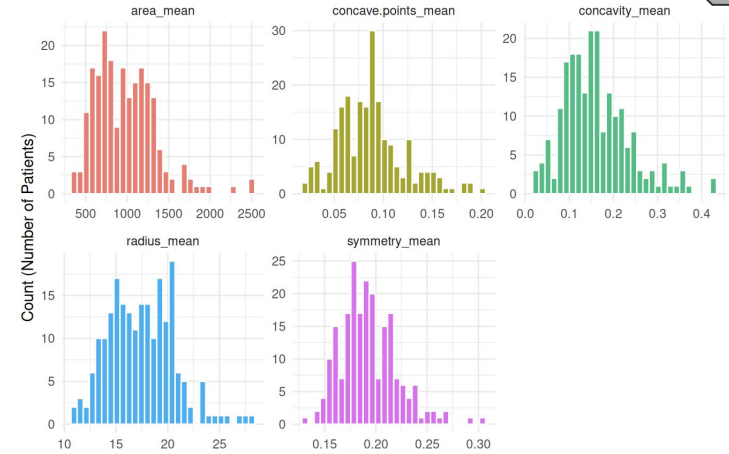 area_mean concave.points_mean concavity_mean
20 30 20
15 20 15
10 10 10
5 5
0 0 0
500 1000 1500 2000 2500 0.05 0.10 0.15 0.20 0.0 0.1 0.2 0.3 0.4
Count (Number of Patients)
radius_mean symmetry_mean
15 25
10 20
5 15
0 10
5
0
10 15 20 25 0.15 0.20 0.25 0.30